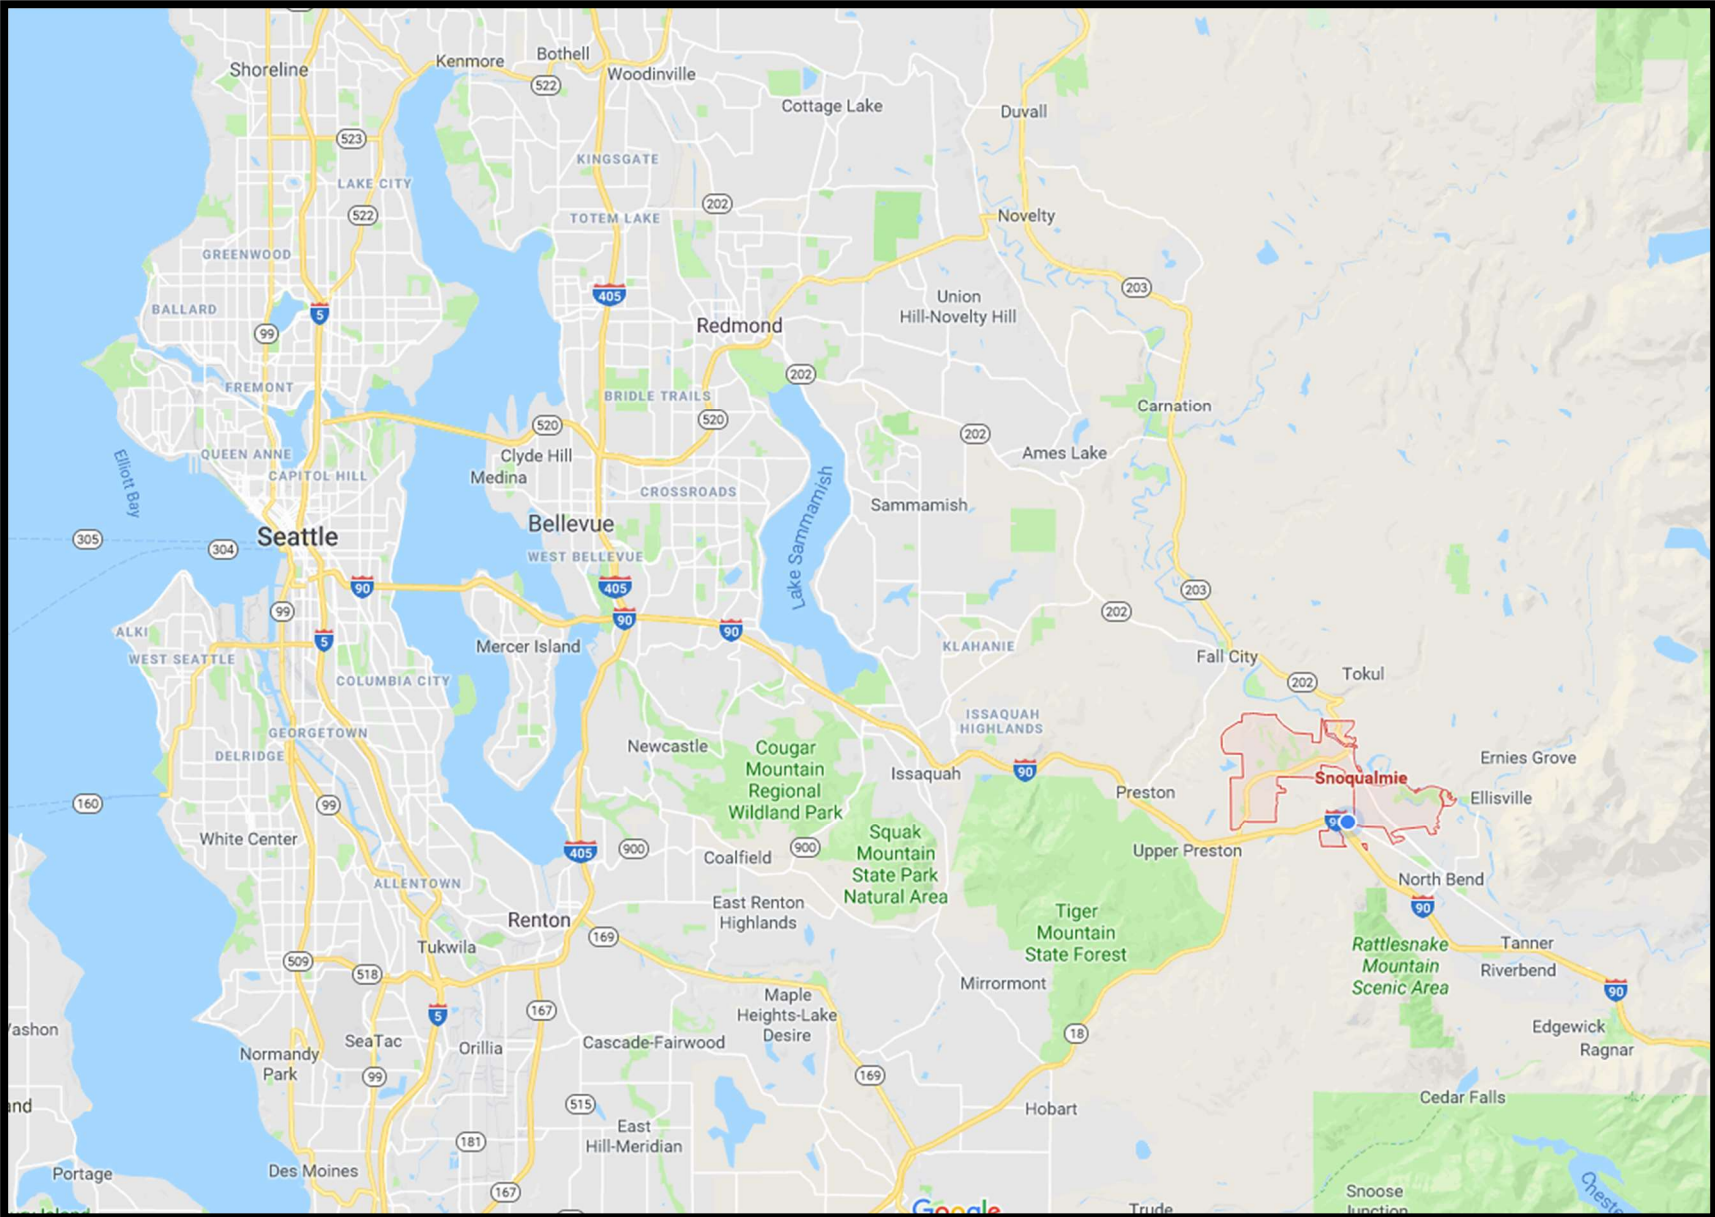 Shoreline
Kenmore
Bothell
Woodinville
522
Cottage Lake
Duvall
523
KINGSGATE
LAKE CITY
202
522
TOTEM LAKE
Novelty
GREENWOOD
203
405
BALLARD
5
Union
Hill-Novelty Hill
99
Redmond
202
FREMONT
BRIDLE TRAILS
Carnation
520
520
202
QUEEN ANNE
Clyde Hill
Ames Lake
CAPITOL HILL
Medina
Elliott Bay
CROSSROADS
Sammamish
Lake Sammamish
Bellevue
Seattle
305
304
WEST BELLEVUE
90
405
203
99
90
90
202
ALKI
5
Mercer Island
KLAHANIE
WEST SEATTLE
Fall City
Tokul
COLUMBIA CITY
202
ISSAQUAH
HIGHLANDS
GEORGETOWN
Newcastle
Cougar
Mountain
Regional
Wildland Park
DELRIDGE
Issaquah
90
Snoqualmie
Ernies Grove
Preston
Ellisville
160
99
White Center
90
Squak
Mountain
State Park
Natural Area
405
900
900
Coalfield
Upper Preston
ALLENTOWN
North Bend
East Renton
Highlands
90
Renton
Tiger
Mountain
State Forest
169
Tukwila
Rattlesnake
Mountain
Scenic Area
Tanner
509
518
Riverbend
Mirrormont
90
Maple
Heights-Lake
Desire
167
5
Edgewick
SeaTac
Cascade-Fairwood
18
Orillia
Ragnar
Normandy
Park
99
169
Cedar Falls
515
Hobart
East
Hill-Meridian
181
Des Moines
Portage
167
Snoose
Junction
Google
Trude